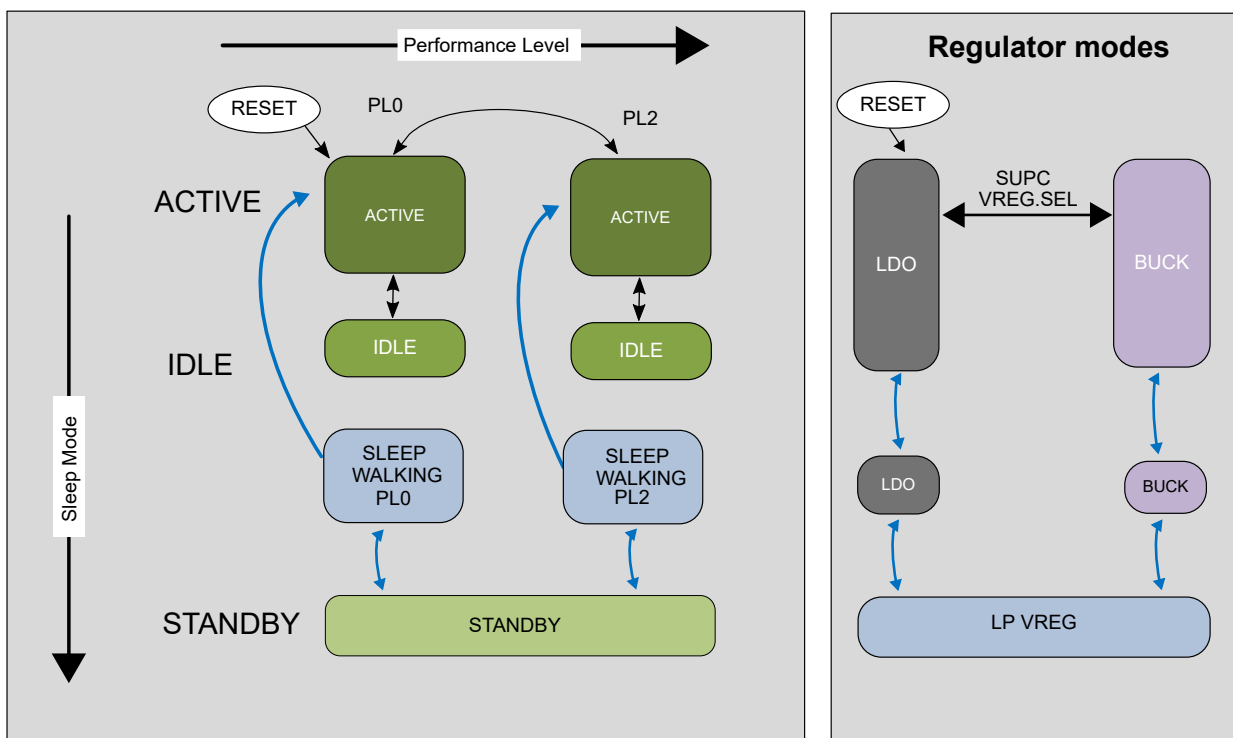 Performance Level
RESET
PL0
PL2
ACTIVE
ACTIVE
ACTIVE
IDLE
IDLE
IDLE
Sleep Mode
SLEEP
WALKING
PL0
SLEEP
WALKING
PL2
STANDBY
STANDBY
Regulator modes
RESET
SUPC
VREG.SEL
LDO
BUCK
LDO
BUCK
LP VREG